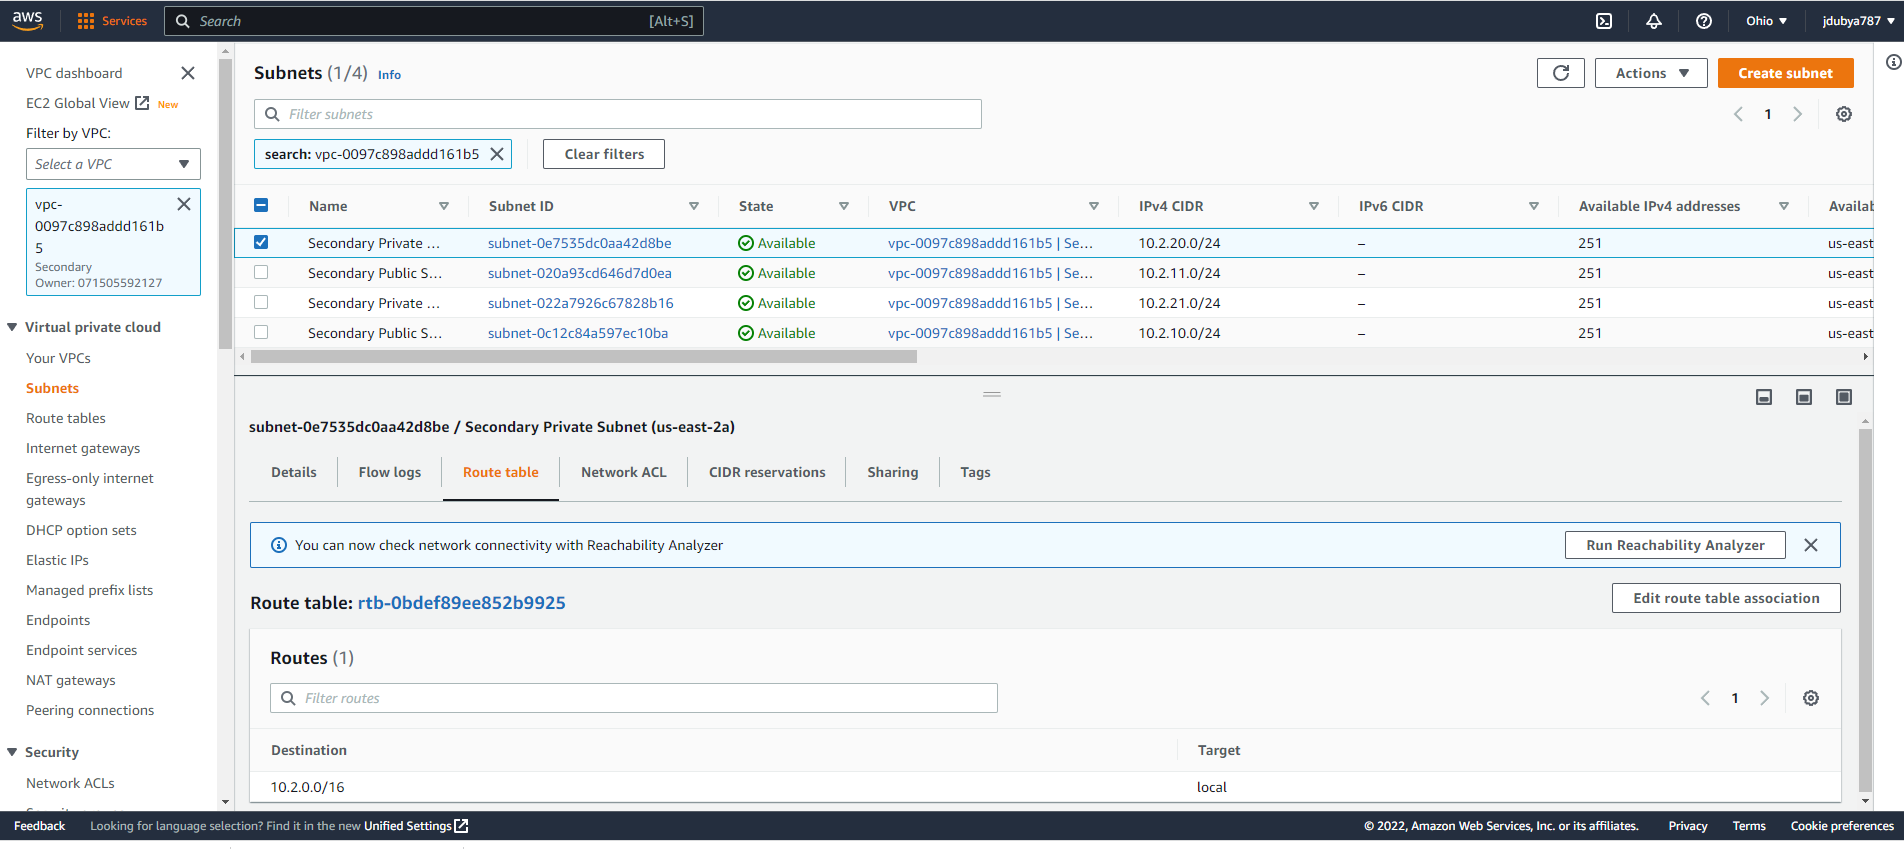 aws Services Search [Alt+S] Ohio jdubya787
VPC dashboard
EC2 Global View New
Filter by VPC:
Select a VPC
vpc-
0097c898addd161b
5
Secondary
Owner: 071505592127
Virtual private cloud
Your VPCs
Subnets
Route tables
Internet gateways
Egress-only internet
gateways
DHCP option sets
Elastic IPs
Managed prefix lists
Endpoints
Endpoint services
NAT gateways
Peering connections
Security
Network ACLs
Subnets (1/4) Info Actions Create subnet
Filter subnets 1
search: vpc-0097c898addd161b5 Clear filters
Name Subnet ID State VPC IPv4 CIDR IPv6 CIDR Available IPv4 addresses Availab
Secondary Private ... subnet-0e7535dc0aa42d8be Available vpc-0097c898addd161b5 | Se... 10.2.20.0/24 – 251 us-east
Secondary Public S... subnet-020a93cd646d7d0ea Available vpc-0097c898addd161b5 | Se... 10.2.11.0/24 – 251 us-east
Secondary Private ... subnet-022a7926c67828b16 Available vpc-0097c898addd161b5 | Se... 10.2.21.0/24 – 251 us-east
Secondary Public S... subnet-0c12c84a597ec10ba Available vpc-0097c898addd161b5 | Se... 10.2.10.0/24 – 251 us-east
subnet-0e7535dc0aa42d8be / Secondary Private Subnet (us-east-2a)
Details Flow logs Route table Network ACL CIDR reservations Sharing Tags
You can now check network connectivity with Reachability Analyzer Run Reachability Analyzer
Route table: rtb-0bdef89ee852b9925 Edit route table association
Routes (1)
Filter routes 1
Destination Target
10.2.0.0/16 local
Feedback Looking for language selection? Find it in the new Unified Settings © 2022, Amazon Web Services, Inc. or its affiliates. Privacy Terms Cookie preferences